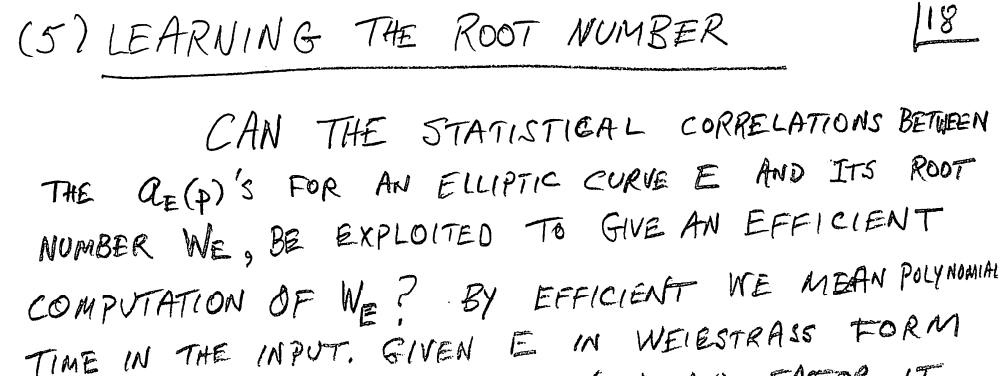 (5) LEARNING THE ROOT NUMBER 18
CAN THE STATISTICAL CORRELATIONS BETWEEN
THE a_E(p)'S FOR AN ELLIPTIC CURVE E AND ITS ROOT
NUMBER W_E, BE EXPLOITED TO GIVE AN EFFICIENT
COMPUTATION OF W_E? BY EFFICIENT WE MEAN POLYNOMIAL
TIME IN THE INPUT. GIVEN E IN WEIESTRASS FORM
FACTOR IT